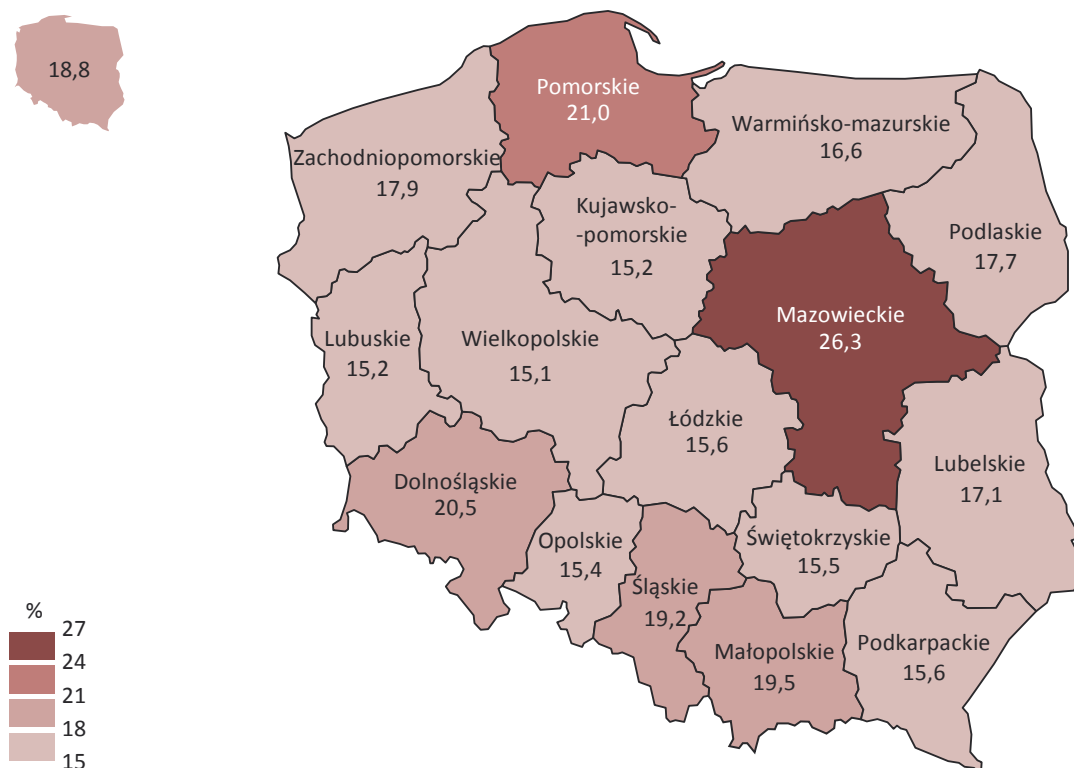 18,8
Pomorskie
21,0
Warmińsko-mazurskie
16,6
Zachodniopomorskie
17,9
Kujawsko-
-pomorskie
15,2
Podlaskie
17,7
Mazowieckie
26,3
Lubuskie
15,2
Wielkopolskie
15,1
Łódzkie
15,6
Lubelskie
17,1
Dolnośląskie
20,5
Opolskie
15,4
Świętokrzyskie
15,5
Śląskie
19,2
Małopolskie
19,5
Podkarpackie
15,6
%
27
24
21
18
15